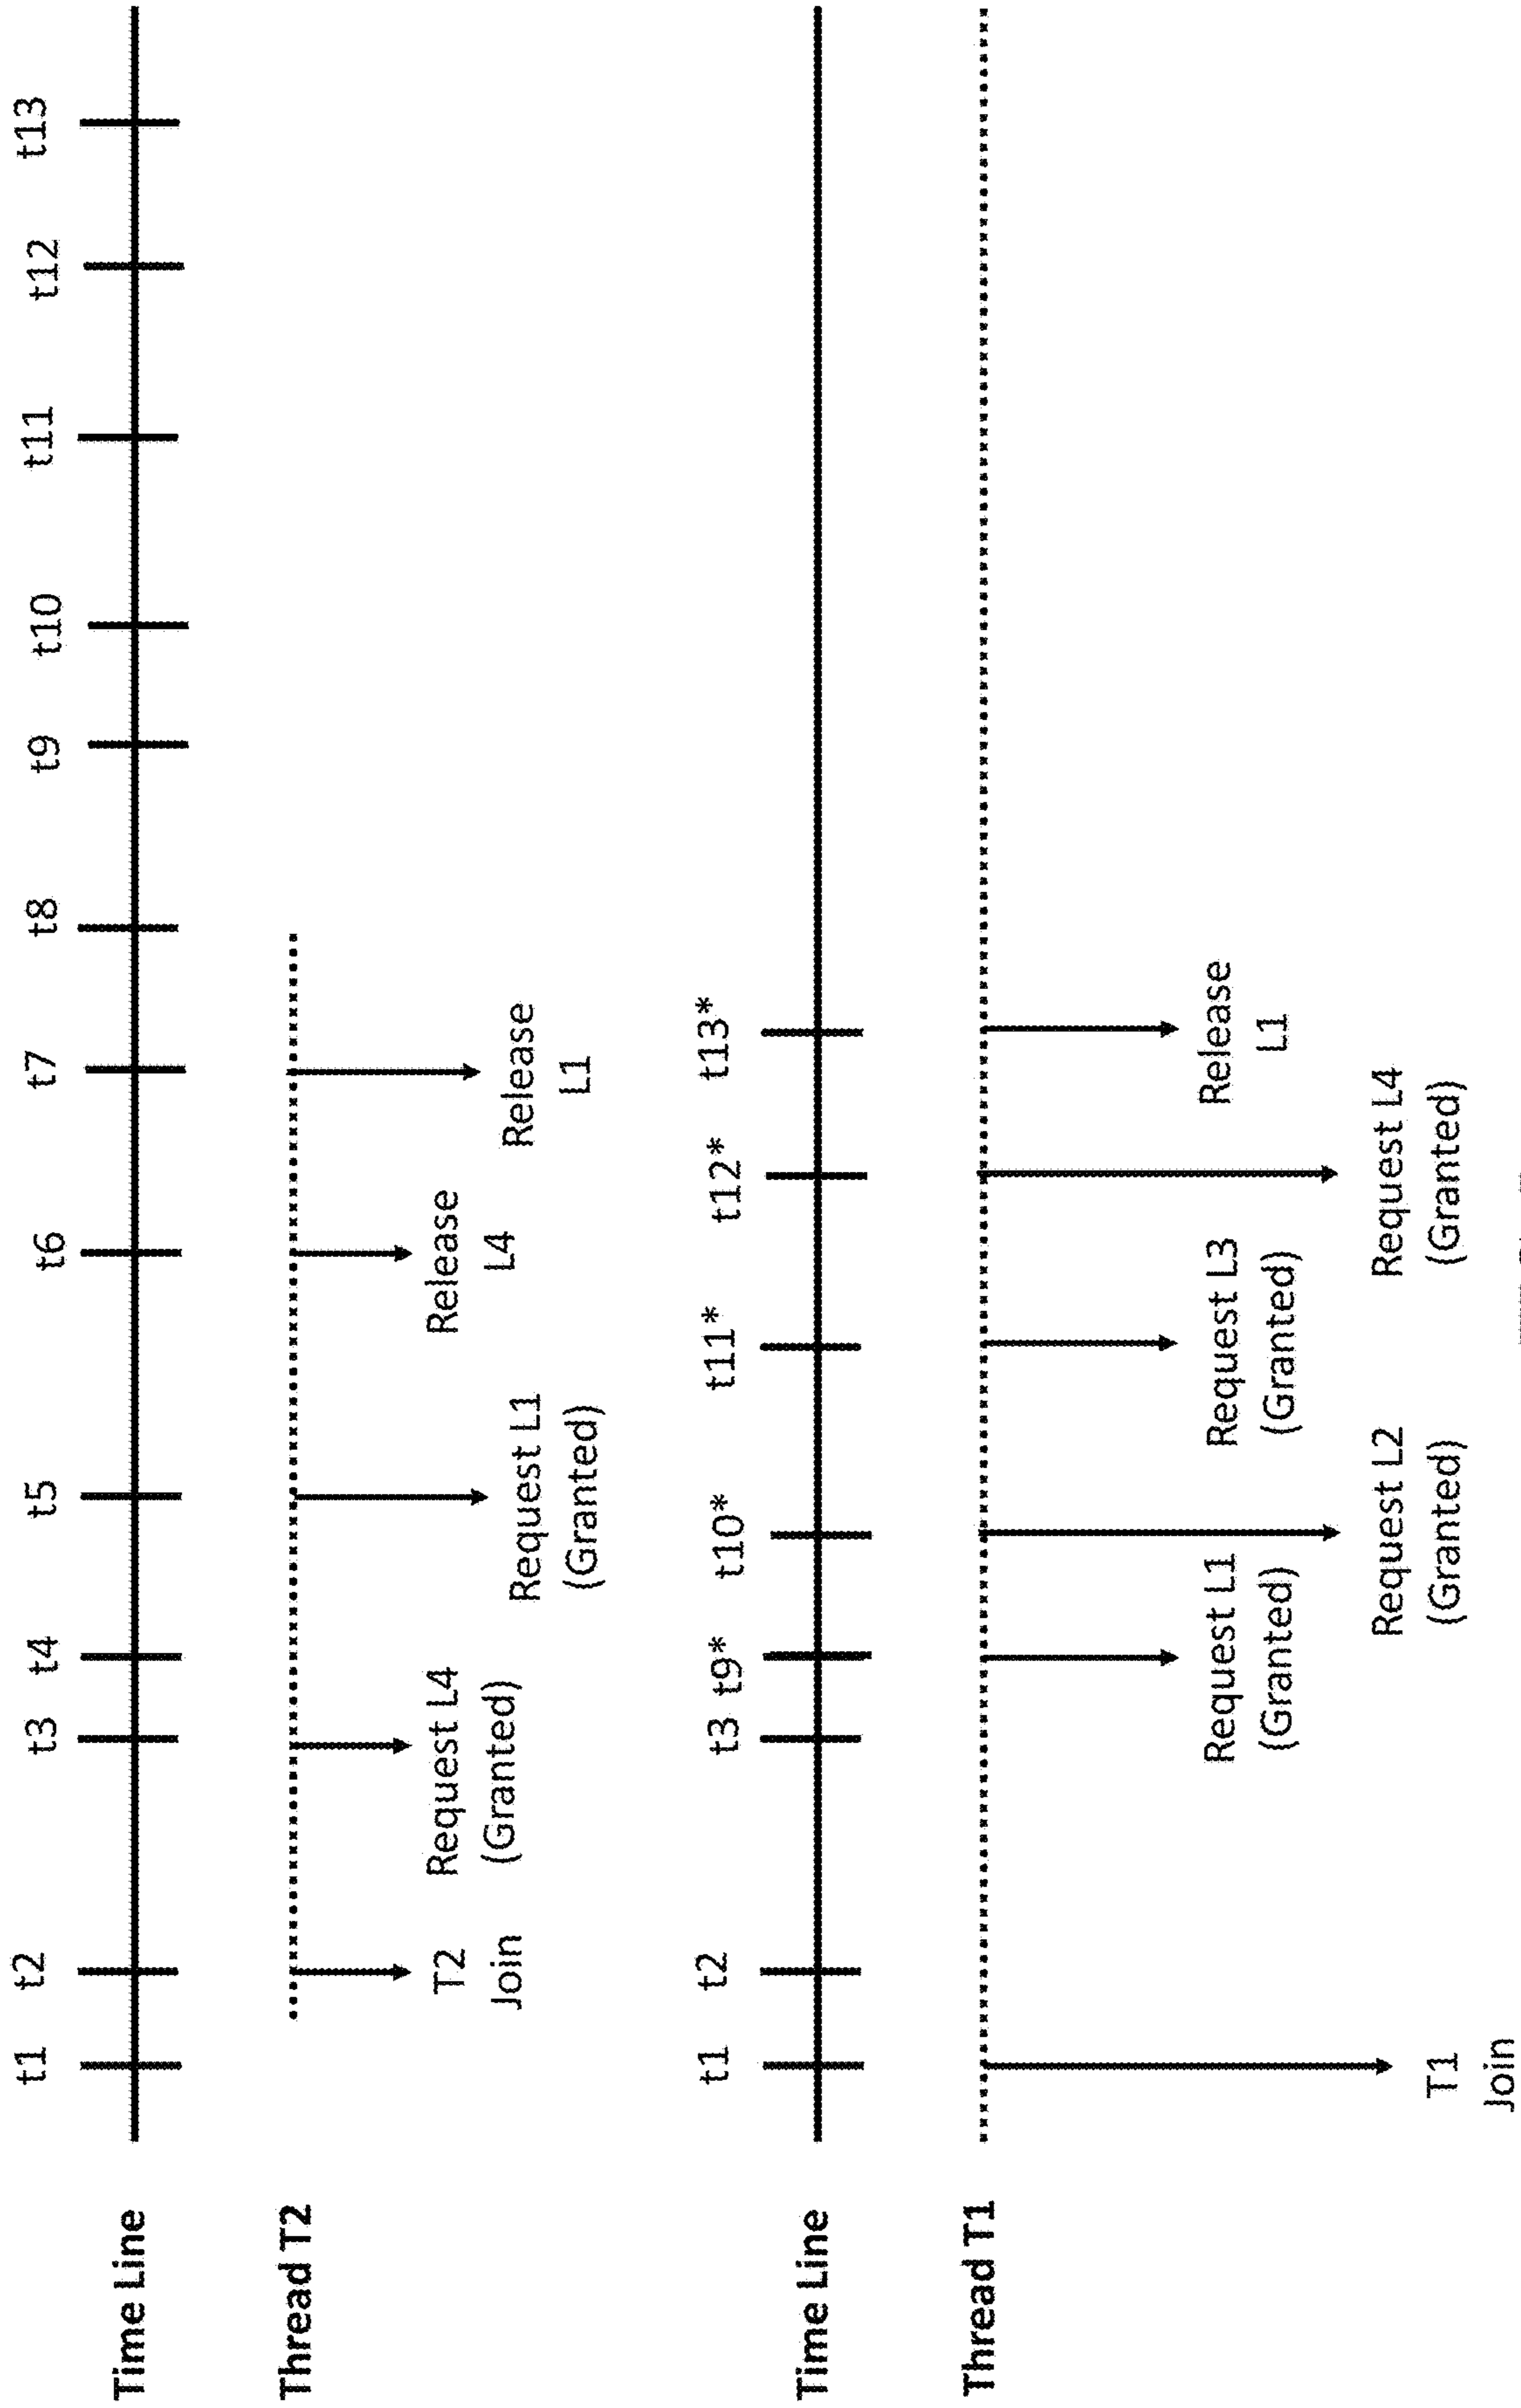 t1 t2 t3 t4 t5 t6 t7 t8 t9 t10 t11 t12 t13
Time Line
Thread T2
T2
Join
Request L4
(Granted)
Request L1
(Granted)
Release
L4
Release
L1
t1 t2 t3 t9* t10* t11* t12* t13*
Time Line
Thread T1
T1
Join
Request L1
(Granted)
Request L2
(Granted)
Request L3
(Granted)
Request L4
(Granted)
Release
L1